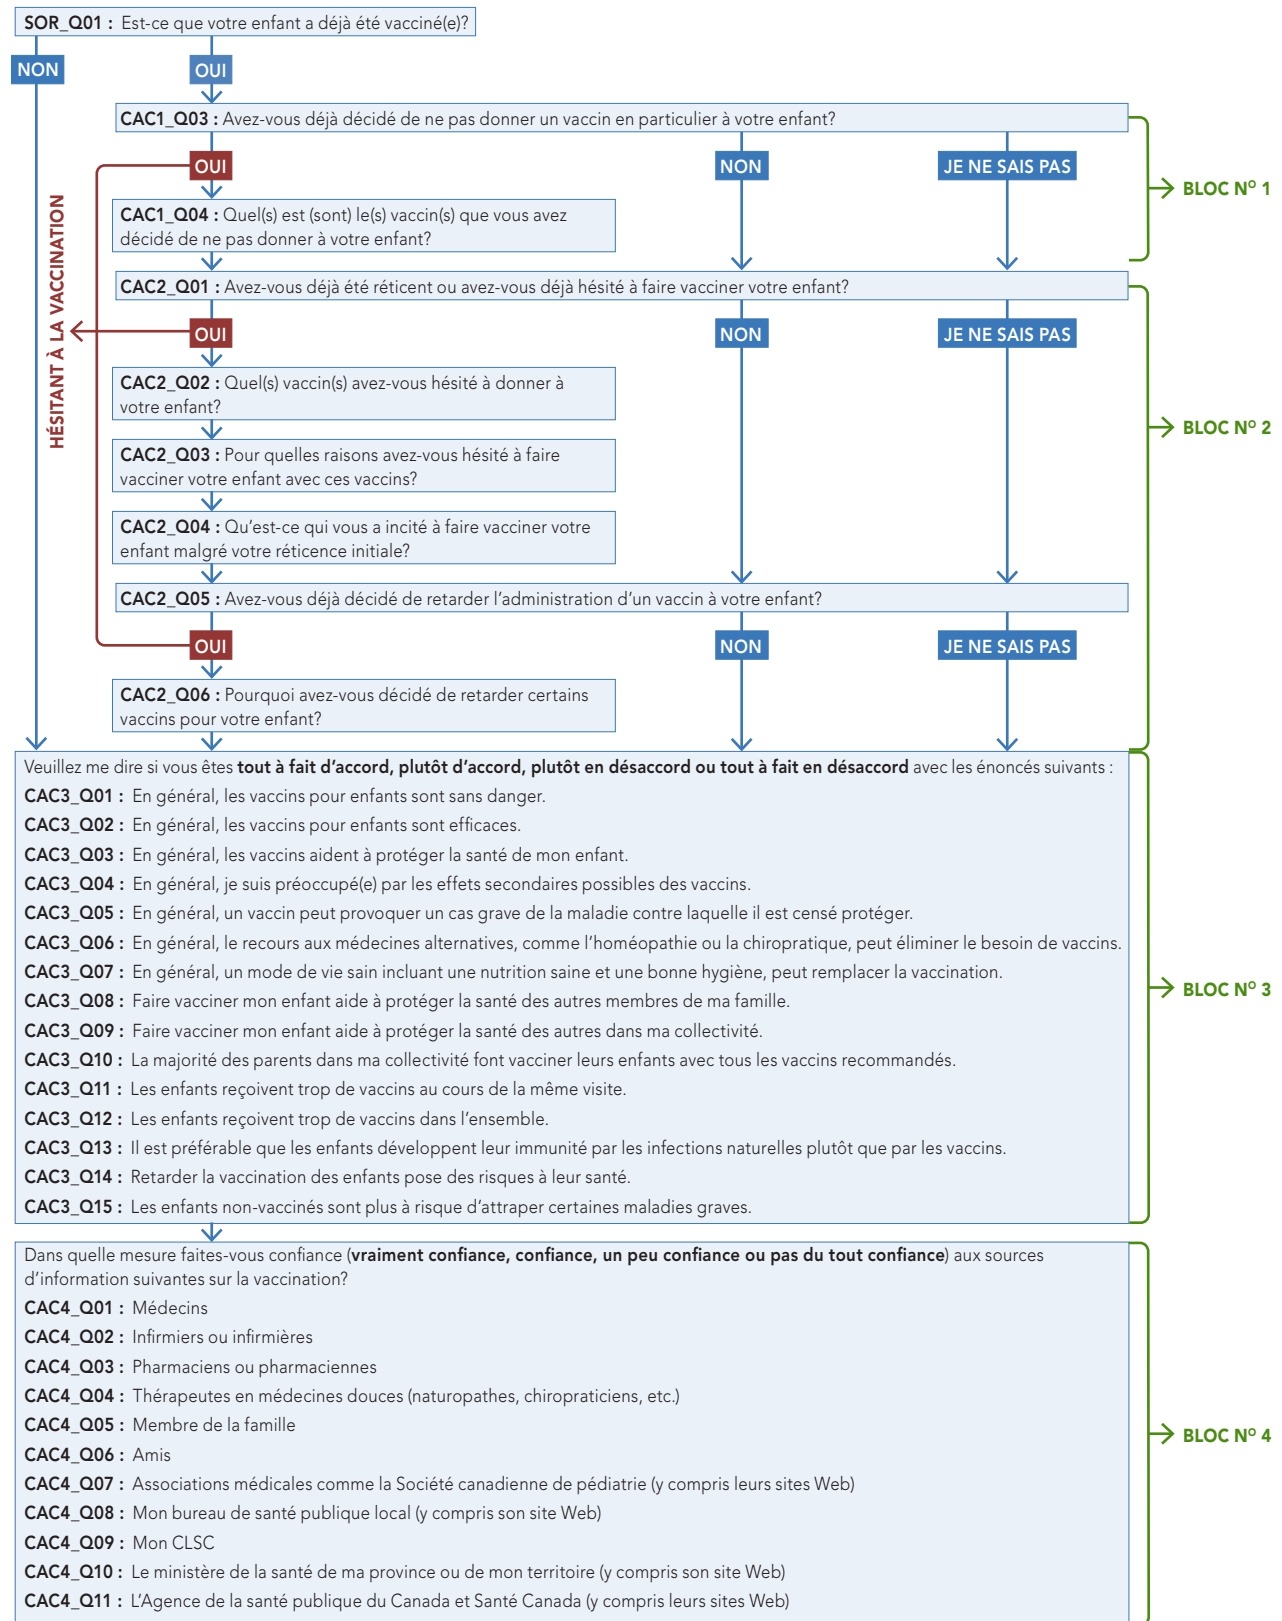 SOR_Q01 : Est-ce que votre enfant a déjà été vacciné(e)?
NON
OUI
CAC1_Q03 : Avez-vous déjà décidé de ne pas donner un vaccin en particulier à votre enfant?
OUI
NON
JE NE SAIS PAS
BLOC Nº 1
CAC1_Q04 : Quel(s) est (sont) le(s) vaccin(s) que vous avez
décidé de ne pas donner à votre enfant?
HÉSITANT À LA VACCINATION
CAC2_Q01 : Avez-vous déjà été réticent ou avez-vous déjà hésité à faire vacciner votre enfant?
OUI
NON
JE NE SAIS PAS
CAC2_Q02 : Quel(s) vaccin(s) avez-vous hésité à donner à
votre enfant?
BLOC Nº 2
CAC2_Q03 : Pour quelles raisons avez-vous hésité à faire
vacciner votre enfant avec ces vaccins?
CAC2_Q04 : Qu'est-ce qui vous a incité à faire vacciner votre
enfant malgré votre réticence initiale?
CAC2_Q05 : Avez-vous déjà décidé de retarder l'administration d'un vaccin à votre enfant?
OUI
NON
JE NE SAIS PAS
CAC2_Q06 : Pourquoi avez-vous décidé de retarder certains
vaccins pour votre enfant?
Veuillez me dire si vous êtes tout à fait d'accord, plutôt d'accord, plutôt en désaccord ou tout à fait en désaccord avec les énoncés suivants :
CAC3_Q01 : En général, les vaccins pour enfants sont sans danger.
CAC3_Q02 : En général, les vaccins pour enfants sont efficaces.
CAC3_Q03 : En général, les vaccins aident à protéger la santé de mon enfant.
CAC3_Q04 : En général, je suis préoccupé(e) par les effets secondaires possibles des vaccins.
CAC3_Q05 : En général, un vaccin peut provoquer un cas grave de la maladie contre laquelle il est censé protéger.
CAC3_Q06 : En général, le recours aux médecines alternatives, comme l'homéopathie ou la chiropratique, peut éliminer le besoin de vaccins.
CAC3_Q07 : En général, un mode de vie sain incluant une nutrition saine et une bonne hygiène, peut remplacer la vaccination.
CAC3_Q08 : Faire vacciner mon enfant aide à protéger la santé des autres membres de ma famille.
CAC3_Q09 : Faire vacciner mon enfant aide à protéger la santé des autres dans ma collectivité.
CAC3_Q10 : La majorité des parents dans ma collectivité font vacciner leurs enfants avec tous les vaccins recommandés.
CAC3_Q11 : Les enfants reçoivent trop de vaccins au cours de la même visite.
CAC3_Q12 : Les enfants reçoivent trop de vaccins dans l'ensemble.
CAC3_Q13 : Il est préférable que les enfants développent leur immunité par les infections naturelles plutôt que par les vaccins.
CAC3_Q14 : Retarder la vaccination des enfants pose des risques à leur santé.
CAC3_Q15 : Les enfants non-vaccinés sont plus à risque d'attraper certaines maladies graves.
BLOC Nº 3
Dans quelle mesure faites-vous confiance (vraiment confiance, confiance, un peu confiance ou pas du tout confiance) aux sources
d'information suivantes sur la vaccination?
CAC4_Q01 : Médecins
CAC4_Q02 : Infirmiers ou infirmières
CAC4_Q03 : Pharmaciens ou pharmaciennes
CAC4_Q04 : Thérapeutes en médecines douces (naturopathes, chiropraticiens, etc.)
CAC4_Q05 : Membre de la famille
CAC4_Q06 : Amis
CAC4_Q07 : Associations médicales comme la Société canadienne de pédiatrie (y compris leurs sites Web)
CAC4_Q08 : Mon bureau de santé publique local (y compris son site Web)
CAC4_Q09 : Mon CLSC
CAC4_Q10 : Le ministère de la santé de ma province ou de mon territoire (y compris son site Web)
CAC4_Q11 : L'Agence de la santé publique du Canada et Santé Canada (y compris leurs sites Web)
BLOC Nº 4